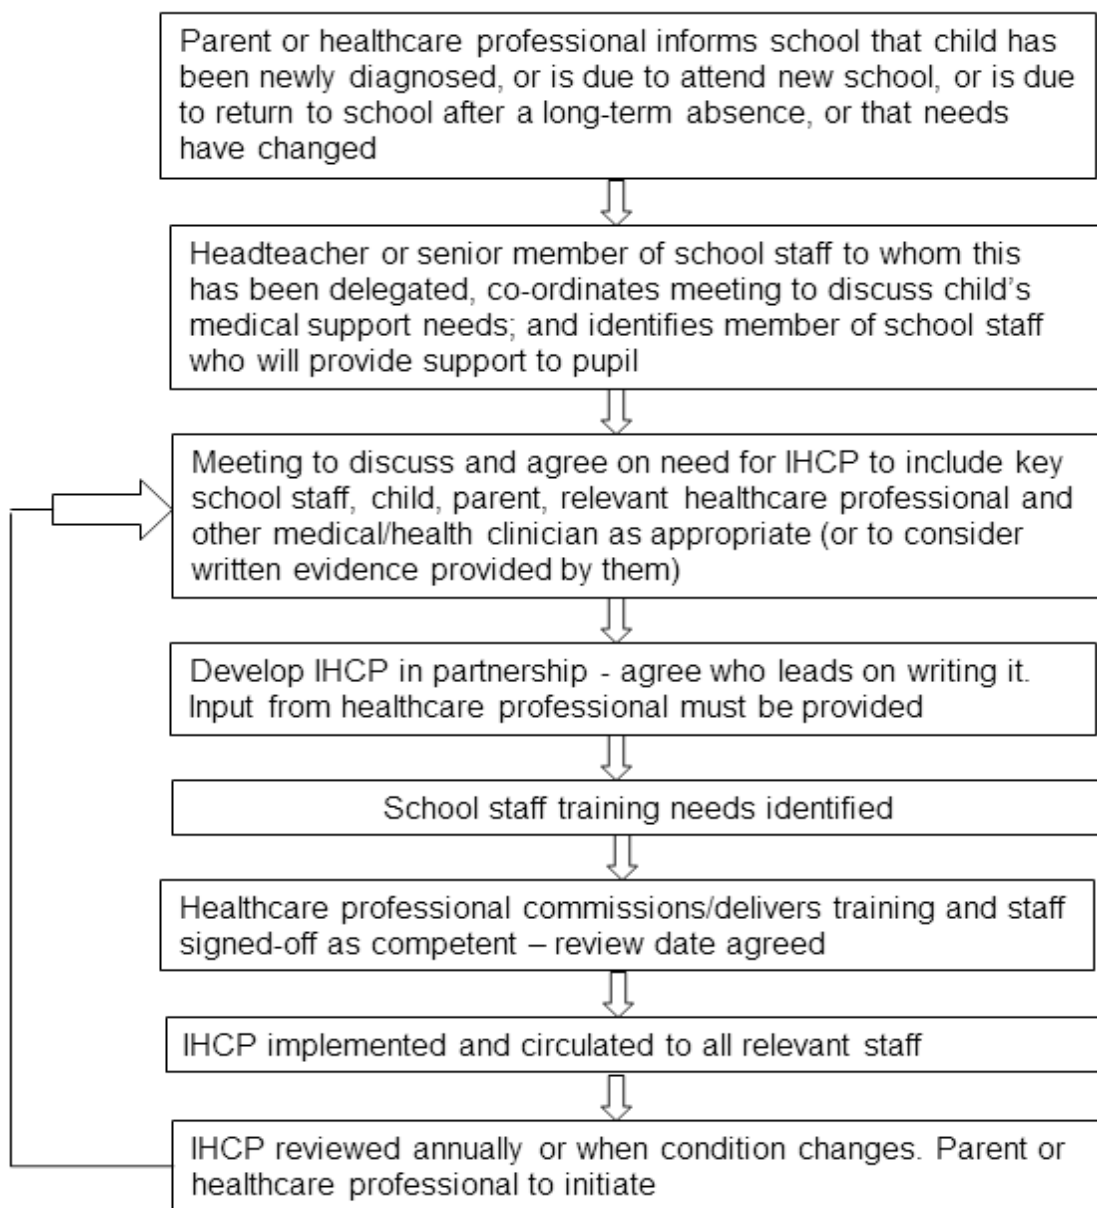 Parent or healthcare professional informs school that child has
been newly diagnosed, or is due to attend new school, or is due
to return to school after a long-term absence, or that needs
have changed
Headteacher or senior member of school staff to whom this
has been delegated, co-ordinates meeting to discuss child's
medical support needs; and identifies member of school staff
who will provide support to pupil
Meeting to discuss and agree on need for IHCP to include key
school staff, child, parent, relevant healthcare professional and
other medical/health clinician as appropriate (or to consider
written evidence provided by them)
Develop IHCP in partnership - agree who leads on writing it.
Input from healthcare professional must be provided
School staff training needs identified
Healthcare professional commissions/delivers training and staff
signed-off as competent – review date agreed
IHCP implemented and circulated to all relevant staff
IHCP reviewed annually or when condition changes. Parent or
healthcare professional to initiate